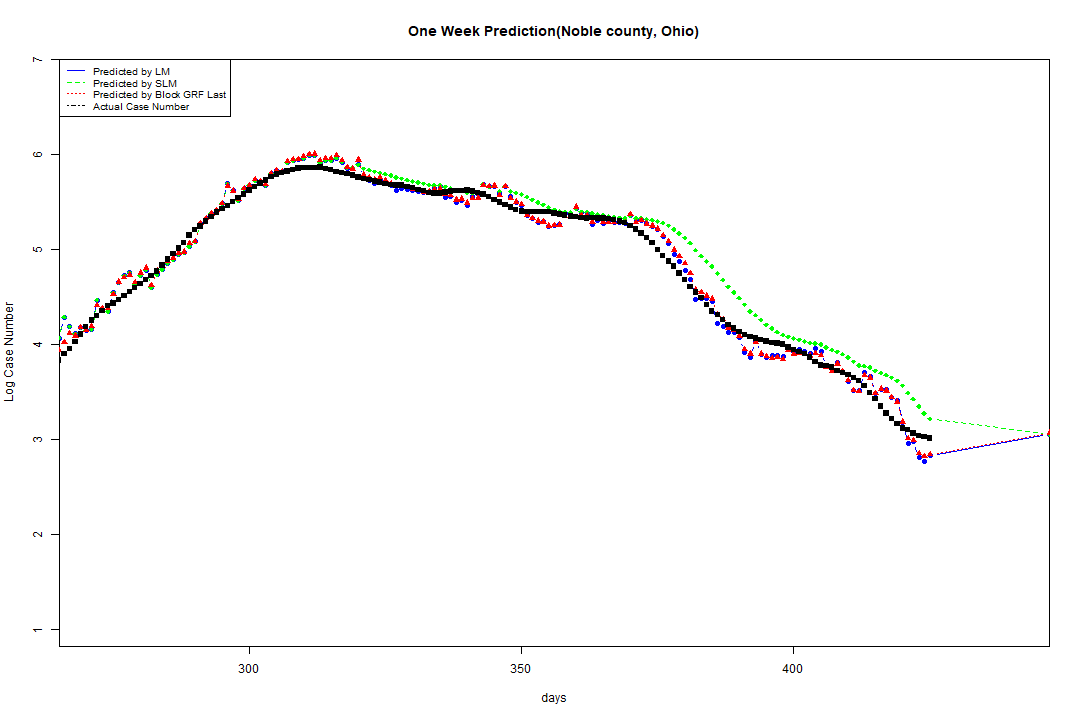 One Week Prediction(Noble county, Ohio)
Predicted by LM
Predicted by SLM
Predicted by Block GRF Last
Actual Case Number
7
6
5
4
3
2
1
Log Case Number
300
350
400
days